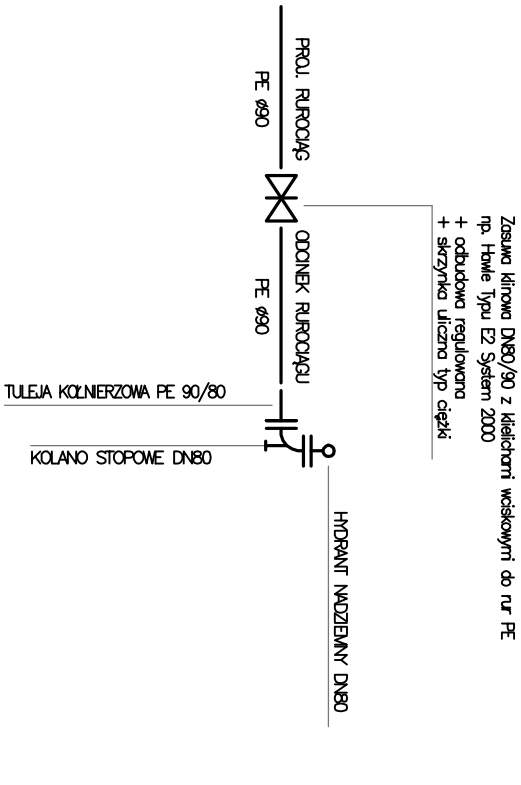 Zasuwa klinowa DN80/90 z klielichami wciskowymi do rur PE
np. Hawle Typu E2 System 2000
+ odbudowa regulowana
+ skrzynka uliczna typ ciężki
PROJ. RUROCIĄG
PE ø90
ODCINEK RUROCIĄGU
PE ø90
TULEJA KOŁNIERZOWA PE 90/80
KOLANO STOPOWE DN80
HYDRANT NADZIEMNY DN80